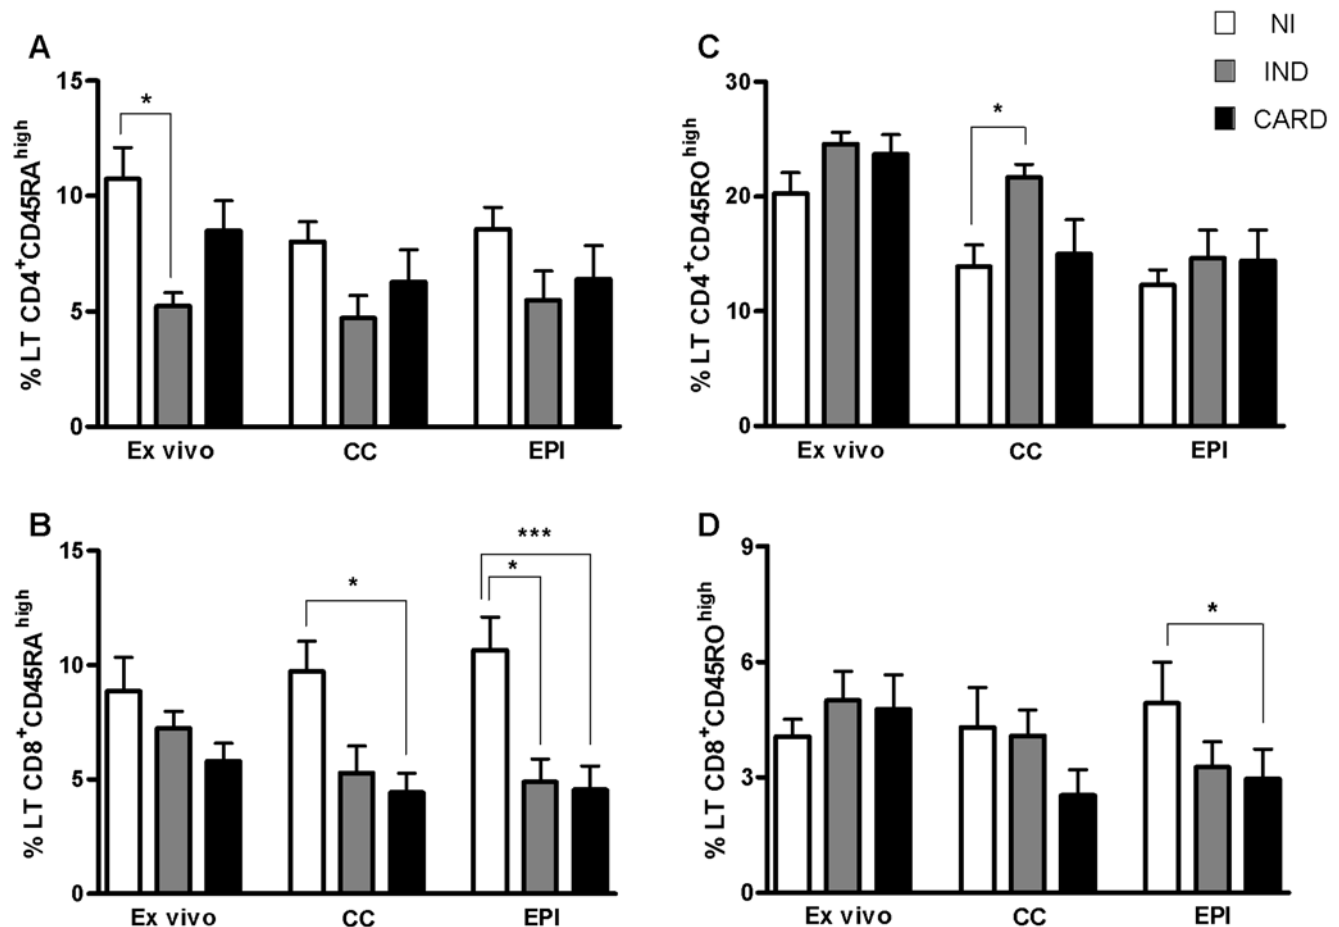 A
15
10
5
0
% LT CD4⁺CD45RAʰⁱᵍʰ
*
Ex vivo CC EPI
C
30
20
10
0
% LT CD4⁺CD45ROʰⁱᵍʰ
*
Ex vivo CC EPI
NI
IND
CARD
B
15
10
5
0
% LT CD8⁺CD45RAʰⁱᵍʰ
*
***
*
Ex vivo CC EPI
D
9
6
3
0
% LT CD8⁺CD45ROʰⁱᵍʰ
*
Ex vivo CC EPI